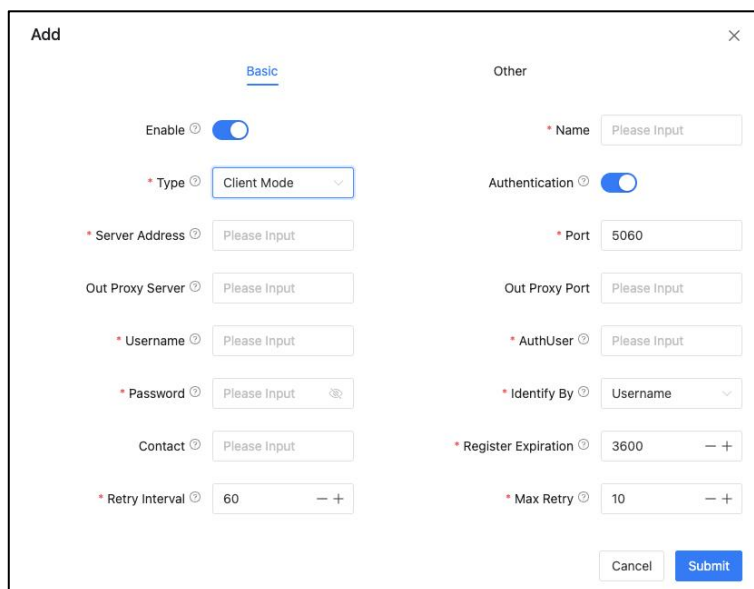 Add
Basic Other
Enable * Name Please Input
* Type Client Mode Authentication
* Server Address Please Input * Port 5060
Out Proxy Server Please Input Out Proxy Port Please Input
* Username Please Input * AuthUser Please Input
* Password Please Input * Identify By Username
Contact Please Input * Register Expiration 3600
* Retry Interval 60 * Max Retry 10
Cancel Submit